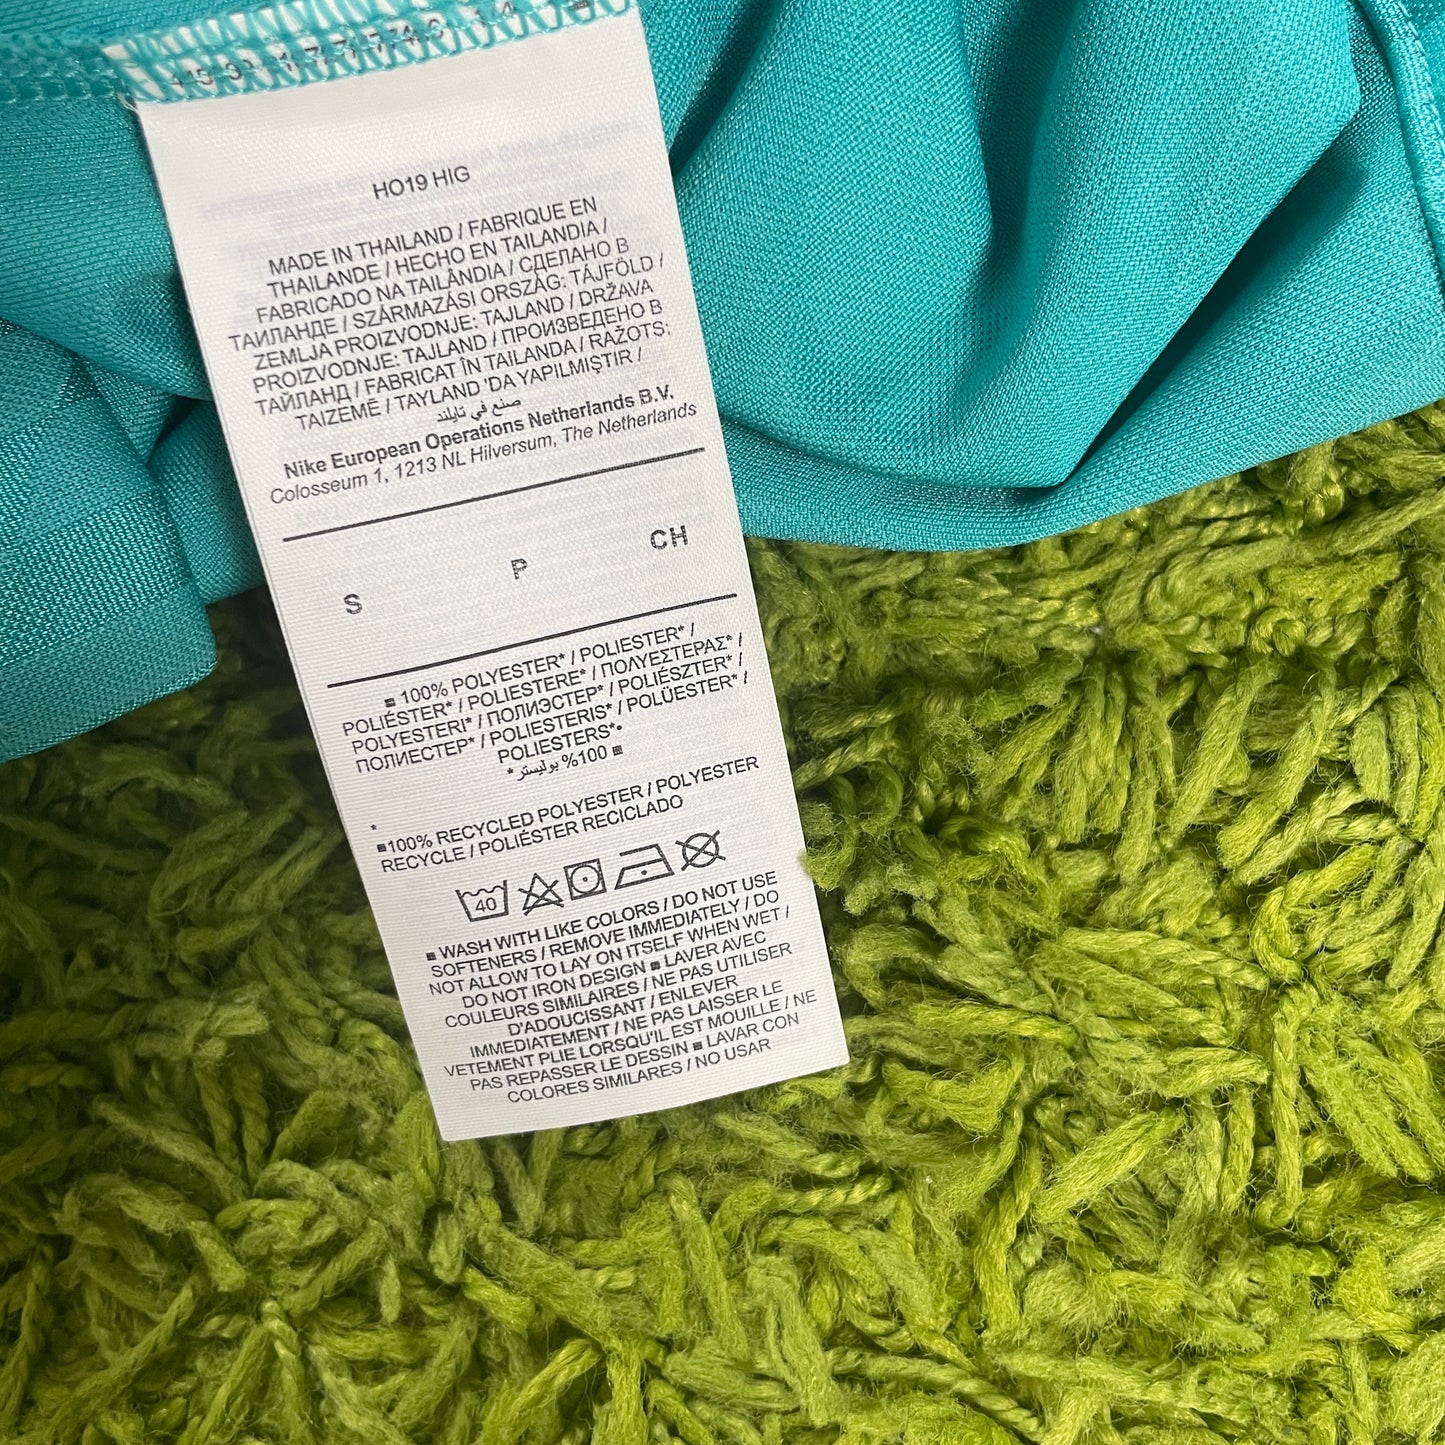 HO19 HIG
MADE IN THAILAND / FABRIQUE EN
THAILANDE / HECHO EN TAILANDIA /
FABRICADO NA TAILÂNDIA / СДЕЛАНО В
ТАИЛАНДЕ / SZÁRMAZÁSI ORSZÁG: TÁJFÖLD /
ZEMLJA PROIZVODNJE: TAJLAND / DRŽAVA
PROIZVODNJE: TAJLAND / ПРОИЗВЕДЕНО В
ТАЙЛАНД / FABRICAT ÎN TAILANDA / RAŽOTS:
TAIZEMĒ / TAYLAND 'DA YAPILMIŞTIR /
صنع في تايلند
Nike European Operations Netherlands B.V.
Colosseum 1, 1213 NL Hilversum, The Netherlands
S P CH
100% POLYESTER* / POLIESTER* /
POLIÉSTER* / POLIESTERE* / ΠΟΛΥΕΣΤΕΡΑΣ* /
POLYESTERI* / ПОЛИЭСТЕР* / POLIÉSZTER* /
ПОЛИЕСТЕР* / POLIESTERIS* / POLÜESTER* /
POLIESTERS*
100% بوليستر*
*
100% RECYCLED POLYESTER / POLYESTER
RECYCLE / POLIÉSTER RECICLADO
40
WASH WITH LIKE COLORS / DO NOT USE
SOFTENERS / REMOVE IMMEDIATELY / DO
NOT ALLOW TO LAY ON ITSELF WHEN WET /
DO NOT IRON DESIGN ■ LAVER AVEC
COULEURS SIMILAIRES / NE PAS UTILISER
D'ADOUCISSANT / ENLEVER
IMMEDIATEMENT / NE PAS LAISSER LE
VETEMENT PLIE LORSQU'IL EST MOUILLE / NE
PAS REPASSER LE DESSIN ■ LAVAR CON
COLORES SIMILARES / NO USAR